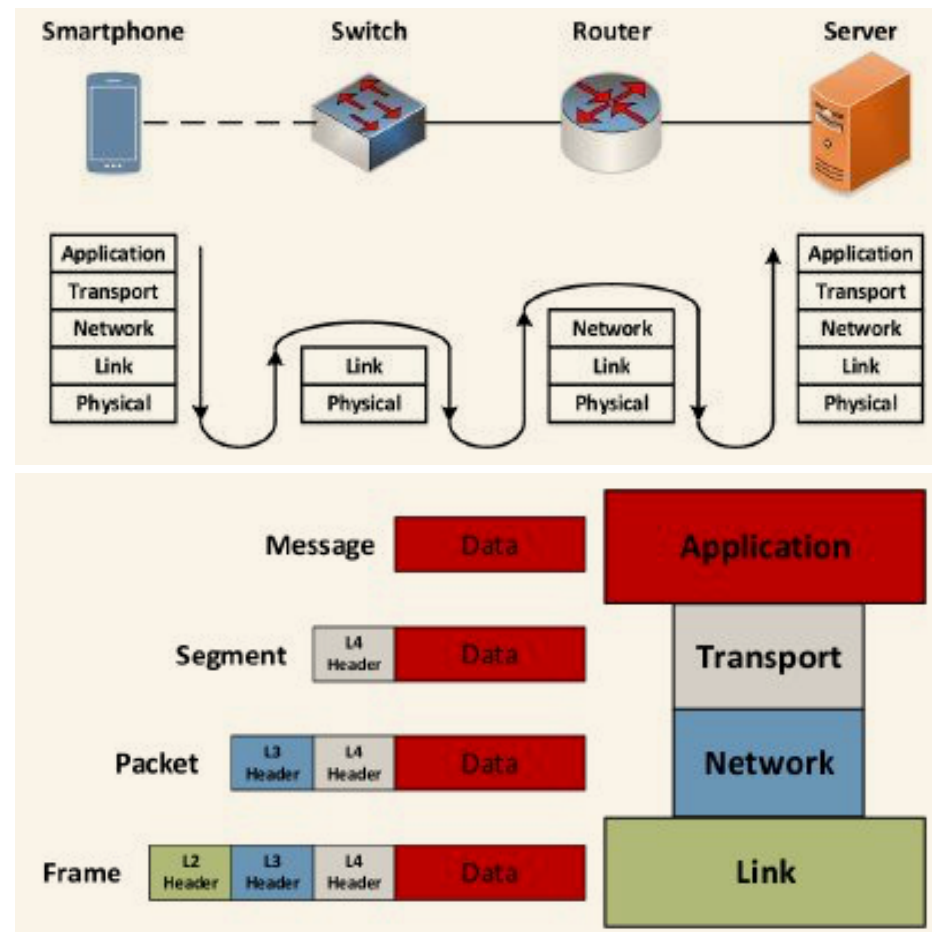 Smartphone Switch Router Server
Application Application
Transport Transport
Network Network Network
Link Link Link Link
Physical Physical Physical Physical
Message Data Application
Segment L4 Header Data Transport
Packet L3 Header L4 Header Data Network
Frame L2 Header L3 Header L4 Header Data Link